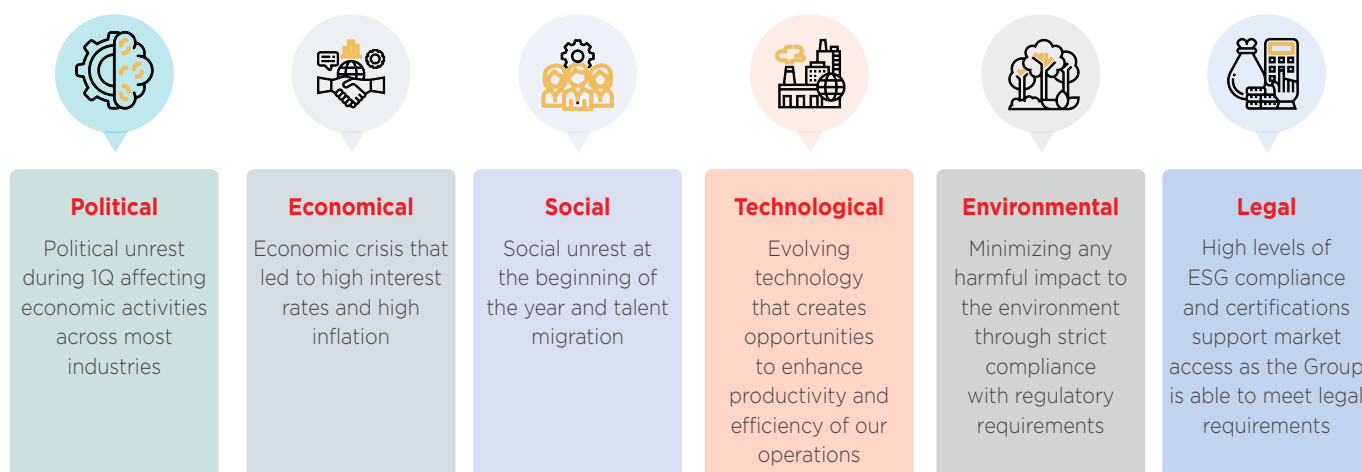 Political
Political unrest
during 1Q affecting
economic activities
across most
industries
Economical
Economic crisis that
led to high interest
rates and high
inflation
Social
Social unrest at
the beginning of
the year and talent
migration
Technological
Evolving
technology
that creates
opportunities
to enhance
productivity and
efficiency of our
operations
Environmental
Minimizing any
harmful impact to
the environment
through strict
compliance
with regulatory
requirements
Legal
High levels of
ESG compliance
and certifications
support market
access as the Group
is able to meet legal
requirements